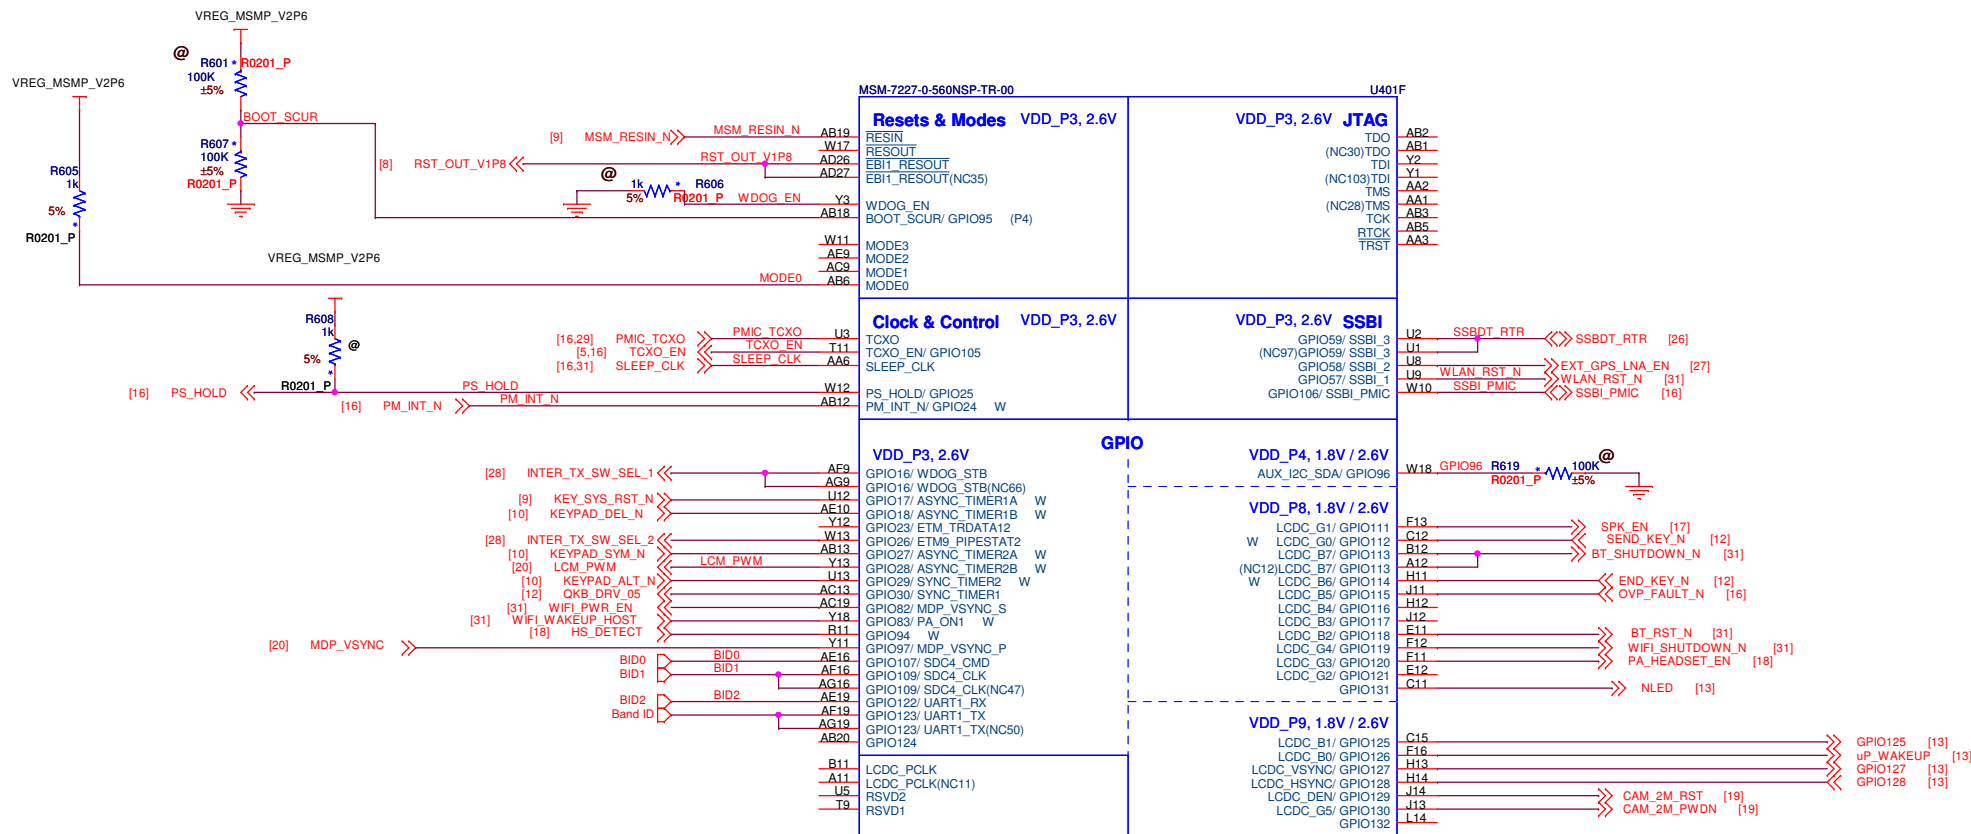 VREG_MSMP_V2P6
@
R601 * R0201_P
100K
±5%
VREG_MSMP_V2P6
BOOT_SCUR
R607 *
100K
±5%
R0201_P
R605
1k
5%
*
R0201_P
VREG_MSMP_V2P6
R608
1k
5%
@
*
R0201_P
MSM-7227-0-560NSP-TR-00 U401F
Resets & Modes VDD_P3, 2.6V
[9] MSM_RESIN_N MSM_RESIN_N AB19 RESIN
W17 RESOUT
[8] RST_OUT_V1P8 RST_OUT_V1P8 AD26 EBI1_RESOUT
AD27 EBI1_RESOUT(NC35)
@ 1k * R606
5% R0201_P WDOG_EN Y3 WDOG_EN
AB18 BOOT_SCUR/ GPIO95 (P4)
W11 MODE3
AE9 MODE2
AC9 MODE1
MODE0 AB6 MODE0
VDD_P3, 2.6V JTAG
TDO AB2
(NC30)TDO AB1
TDI Y2
(NC103)TDI Y1
TMS AA2
(NC28)TMS AA1
TCK AB3
RTCK AB5
TRST AA3
Clock & Control VDD_P3, 2.6V
[16,29] PMIC_TCXO PMIC_TCXO U3 TCXO
[5,16] TCXO_EN TCXO_EN T11 TCXO_EN/ GPIO105
[16,31] SLEEP_CLK SLEEP_CLK AA6 SLEEP_CLK
[16] PS_HOLD PS_HOLD W12 PS_HOLD/ GPIO25
[16] PM_INT_N PM_INT_N AB12 PM_INT_N/ GPIO24 W
VDD_P3, 2.6V SSBI
GPIO59/ SSBI_3 U2 SSBDT_RTR SSBDT_RTR [26]
(NC97)GPIO59/ SSBI_3 U1
GPIO58/ SSBI_2 U8 EXT_GPS_LNA_EN [27]
GPIO57/ SSBI_1 U9 WLAN_RST_N WLAN_RST_N [31]
GPIO106/ SSBI_PMIC W10 SSBI_PMIC SSBI_PMIC [16]
GPIO
VDD_P3, 2.6V
[28] INTER_TX_SW_SEL_1 AF9 GPIO16/ WDOG_STB
AG9 GPIO16/ WDOG_STB(NC66)
[9] KEY_SYS_RST_N U12 GPIO17/ ASYNC_TIMER1A W
[10] KEYPAD_DEL_N AE10 GPIO18/ ASYNC_TIMER1B W
Y12 GPIO23/ ETM_TRDATA12
[28] INTER_TX_SW_SEL_2 W13 GPIO26/ ETM9_PIPESTAT2
[10] KEYPAD_SYM_N AB13 GPIO27/ ASYNC_TIMER2A W
[20] LCM_PWM LCM_PWM Y13 GPIO28/ ASYNC_TIMER2B W
[10] KEYPAD_ALT_N U13 GPIO29/ SYNC_TIMER2 W
[12] QKB_DRV_05 AC13 GPIO30/ SYNC_TIMER1
[31] WIFI_PWR_EN AC19 GPIO82/ MDP_VSYNC_S
[31] WIFI_WAKEUP_HOST Y18 GPIO83/ PA_ON1 W
[18] HS_DETECT R11 GPIO94 W
[20] MDP_VSYNC Y11 GPIO97/ MDP_VSYNC_P
BID0 BID0 AE16 GPIO107/ SDC4_CMD
BID1 BID1 AF16 GPIO109/ SDC4_CLK
AG16 GPIO109/ SDC4_CLK(NC47)
BID2 BID2 AE19 GPIO122/ UART1_RX
Band ID AF19 GPIO123/ UART1_TX
AG19 GPIO123/ UART1_TX(NC50)
AB20 GPIO124
B11 LCDC_PCLK
A11 LCDC_PCLK(NC11)
U5 RSVD2
T9 RSVD1
VDD_P4, 1.8V / 2.6V
AUX_I2C_SDA/ GPIO96 W18 GPIO96 R619 * 100K @
R0201_P ±5%
VDD_P8, 1.8V / 2.6V
LCDC_G1/ GPIO111 F13 SPK_EN [17]
W LCDC_G0/ GPIO112 C12 SEND_KEY_N [12]
LCDC_B7/ GPIO113 B12 BT_SHUTDOWN_N [31]
(NC12)LCDC_B7/ GPIO113 A12
W LCDC_B6/ GPIO114 H11 END_KEY_N [12]
LCDC_B5/ GPIO115 J11 OVP_FAULT_N [16]
LCDC_B4/ GPIO116 H12
LCDC_B3/ GPIO117 J12
LCDC_B2/ GPIO118 E11 BT_RST_N [31]
LCDC_G4/ GPIO119 F12 WIFI_SHUTDOWN_N [31]
LCDC_G3/ GPIO120 F11 PA_HEADSET_EN [18]
LCDC_G2/ GPIO121 E12
GPIO131 C11 NLED [13]
VDD_P9, 1.8V / 2.6V
LCDC_B1/ GPIO125 C15 GPIO125 [13]
LCDC_B0/ GPIO126 F16 uP_WAKEUP [13]
LCDC_VSYNC/ GPIO127 H13 GPIO127 [13]
LCDC_HSYNC/ GPIO128 H14 GPIO128 [13]
LCDC_DEN/ GPIO129 J14 CAM_2M_RST [19]
LCDC_G5/ GPIO130 J13 CAM_2M_PWDN [19]
GPIO132 L14